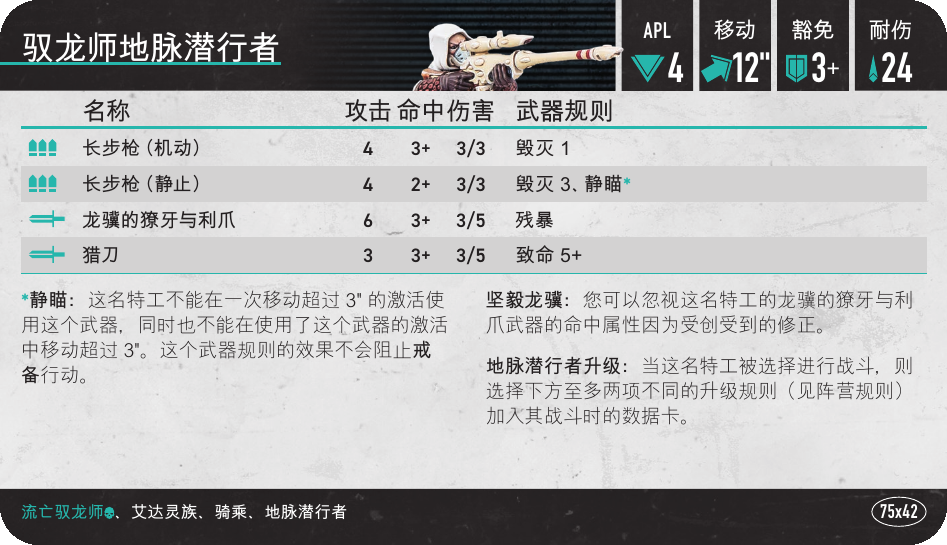 驭龙师地脉潜行者
APL 移动 豁免 耐伤
4 12" 3+ 24
名称 攻击 命中 伤害 武器规则
长步枪（机动） 4 3+ 3/3 毁灭 1
长步枪（静止） 4 2+ 3/3 毁灭 3、静瞄*
龙骥的獠牙与利爪 6 3+ 3/5 残暴
猎刀 3 3+ 3/5 致命 5+
*静瞄：这名特工不能在一次移动超过 3" 的激活使
用这个武器，同时也不能在使用了这个武器的激活
中移动超过 3"。这个武器规则的效果不会阻止戒
备行动。
坚毅龙骥：您可以忽视这名特工的龙骥的獠牙与利
爪武器的命中属性因为受创受到的修正。
地脉潜行者升级：当这名特工被选择进行战斗，则
选择下方至多两项不同的升级规则（见阵营规则）
加入其战斗时的数据卡。
流亡驭龙师、艾达灵族、骑乘、地脉潜行者
75x42